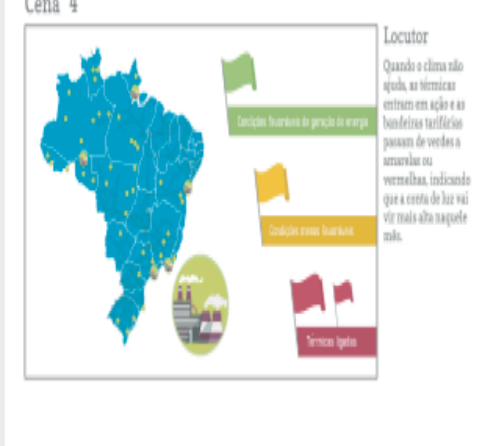 Cena 4
Locutor
Quando o clima não
ajuda, as térmicas
entram em ação e as
bandeiras tarifárias
passam de verdes a
amarelas ou
vermelhas, indicando
que a conta de luz vai
vir mais alta naquele
mês.
Condições favoráveis de geração de energia
Condições menos favoráveis
Térmicas ligadas